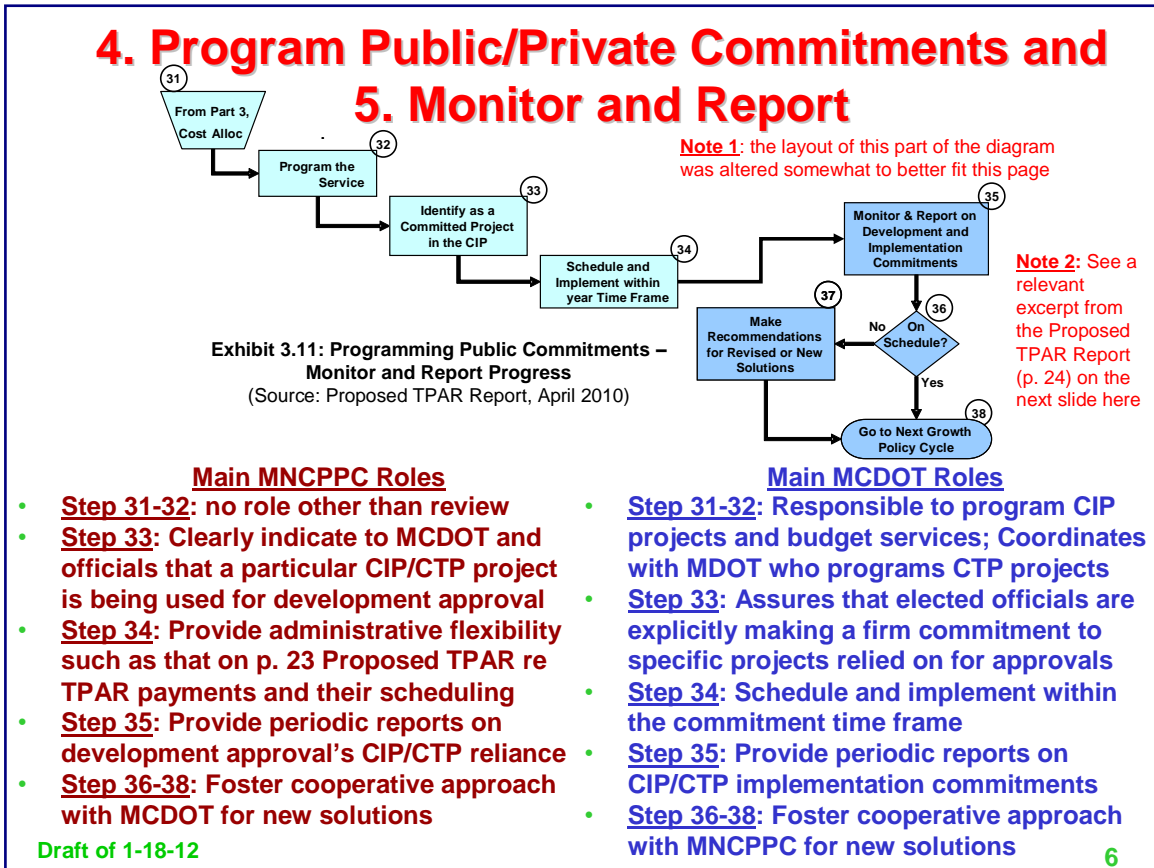 4. Program Public/Private Commitments and
5. Monitor and Report
31
From Part 3,
Cost Alloc
.
32
Program the
Service
33
Identify as a
Committed Project
in the CIP
34
Schedule and
Implement within
year Time Frame
Note 1: the layout of this part of the diagram
was altered somewhat to better fit this page
35
Monitor & Report on
Development and
Implementation
Commitments
36
On
Schedule?
No
Yes
37
Make
Recommendations
for Revised or New
Solutions
38
Go to Next Growth
Policy Cycle
Note 2: See a
relevant
excerpt from
the Proposed
TPAR Report
(p. 24) on the
next slide here
Exhibit 3.11: Programming Public Commitments –
Monitor and Report Progress
(Source: Proposed TPAR Report, April 2010)
Main MNCPPC Roles
• Step 31-32: no role other than review
• Step 33: Clearly indicate to MCDOT and
officials that a particular CIP/CTP project
is being used for development approval
• Step 34: Provide administrative flexibility
such as that on p. 23 Proposed TPAR re
TPAR payments and their scheduling
• Step 35: Provide periodic reports on
development approval's CIP/CTP reliance
• Step 36-38: Foster cooperative approach
with MCDOT for new solutions
Main MCDOT Roles
• Step 31-32: Responsible to program CIP
projects and budget services; Coordinates
with MDOT who programs CTP projects
• Step 33: Assures that elected officials are
explicitly making a firm commitment to
specific projects relied on for approvals
• Step 34: Schedule and implement within
the commitment time frame
• Step 35: Provide periodic reports on
CIP/CTP implementation commitments
• Step 36-38: Foster cooperative approach
with MNCPPC for new solutions
Draft of 1-18-12
6